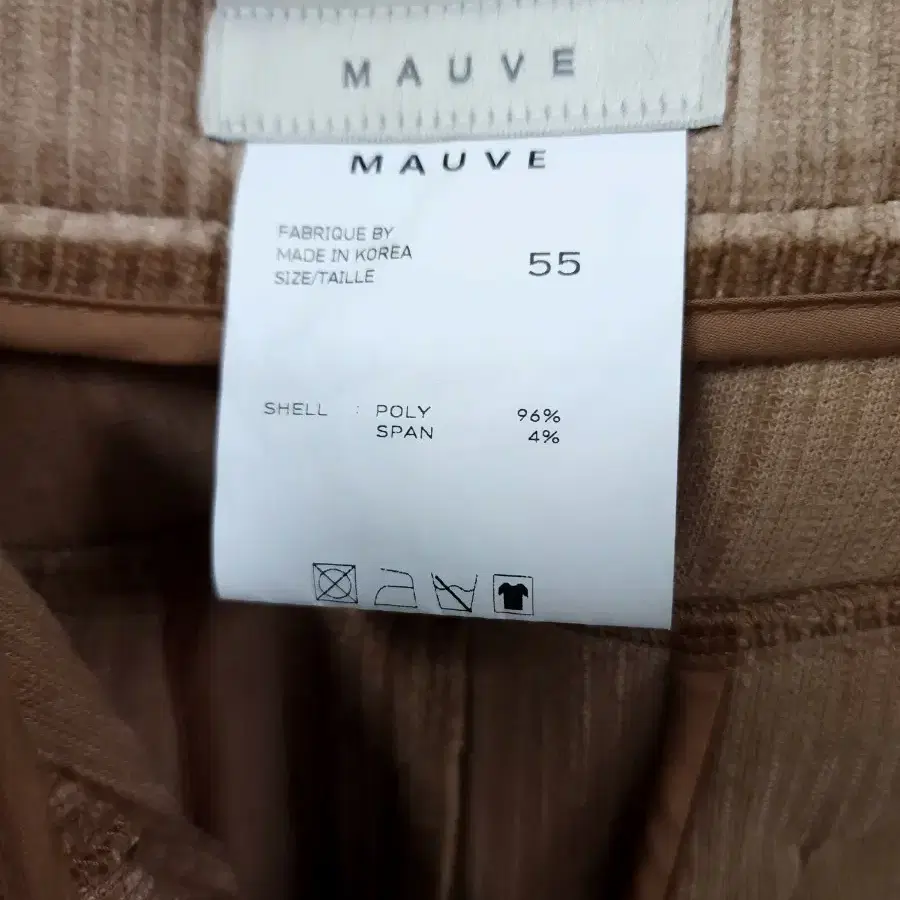 MAUVE
MAUVE
FABRIQUE BY
MADE IN KOREA
SIZE/TAILLE
55
SHELL : POLY 96%
SPAN 4%